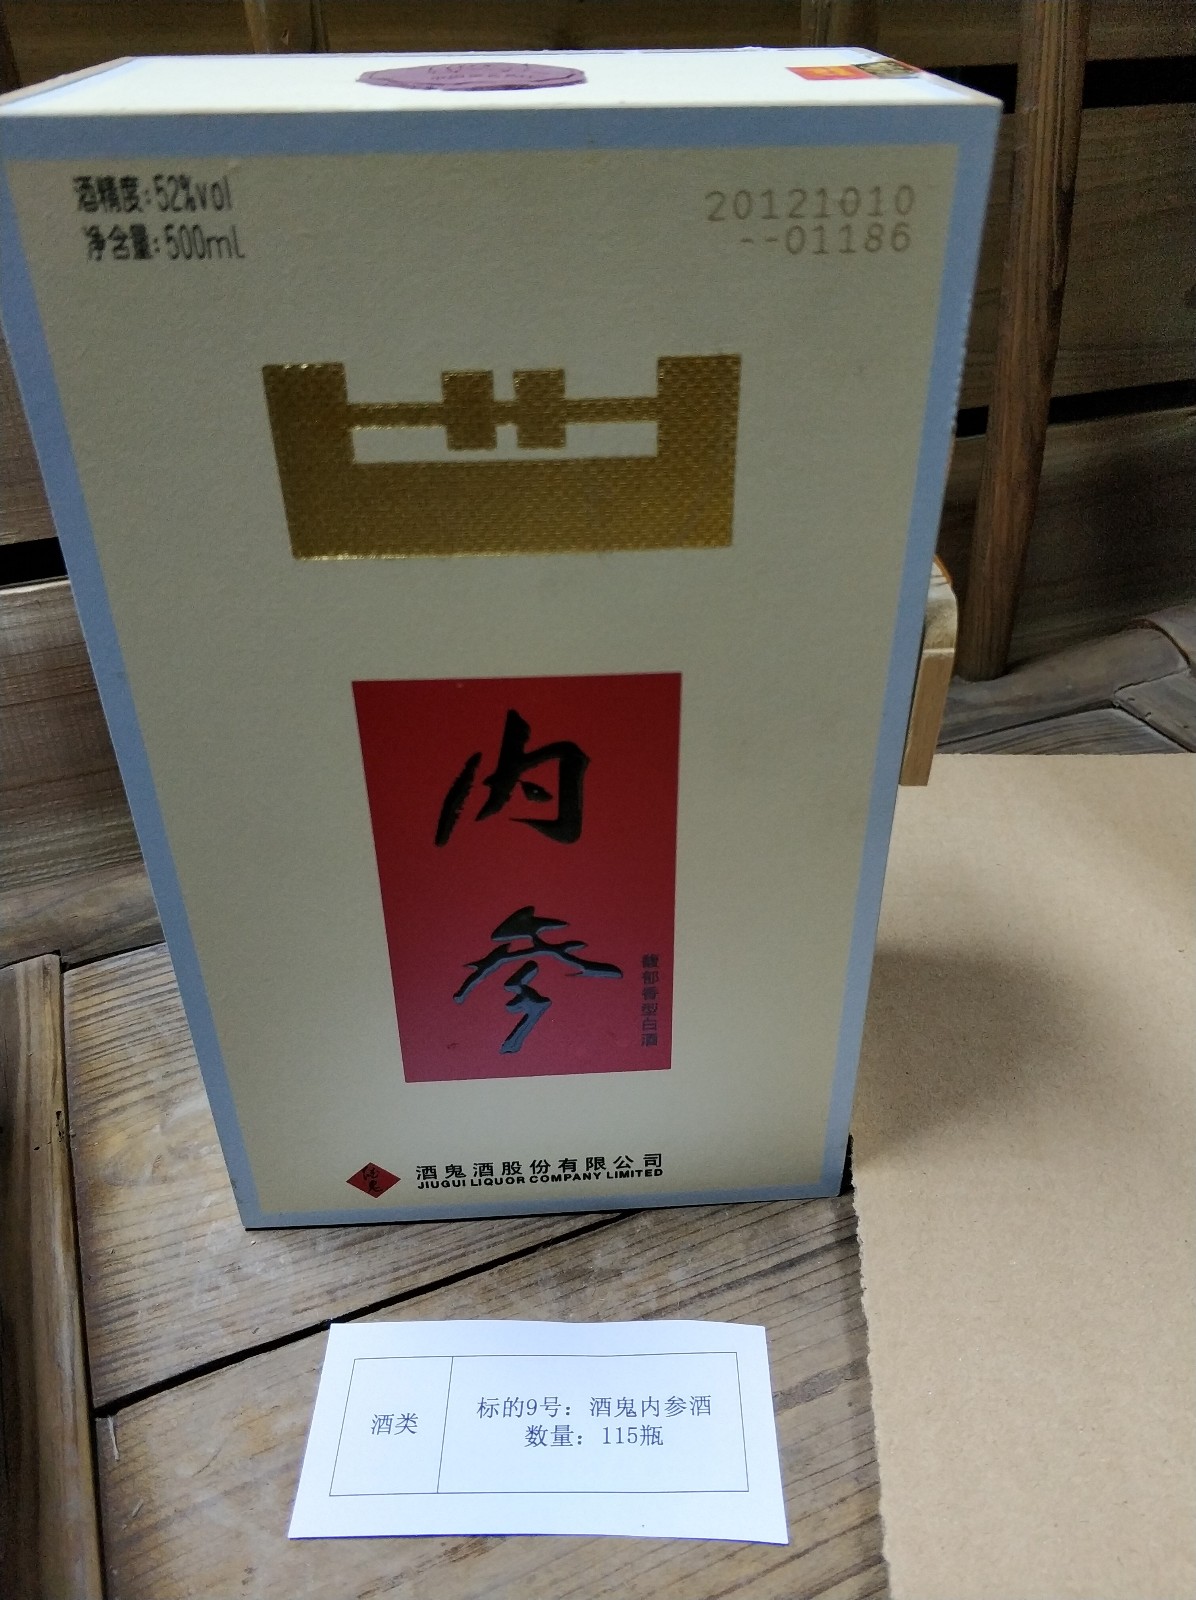 酒精度:52%vol
净含量:500mL
20121010
--01186
内
参
馥郁香型白酒
酒鬼酒股份有限公司
JIUGUI LIQUOR COMPANY LIMITED
酒类
标的9号：酒鬼内参酒
数量：115瓶